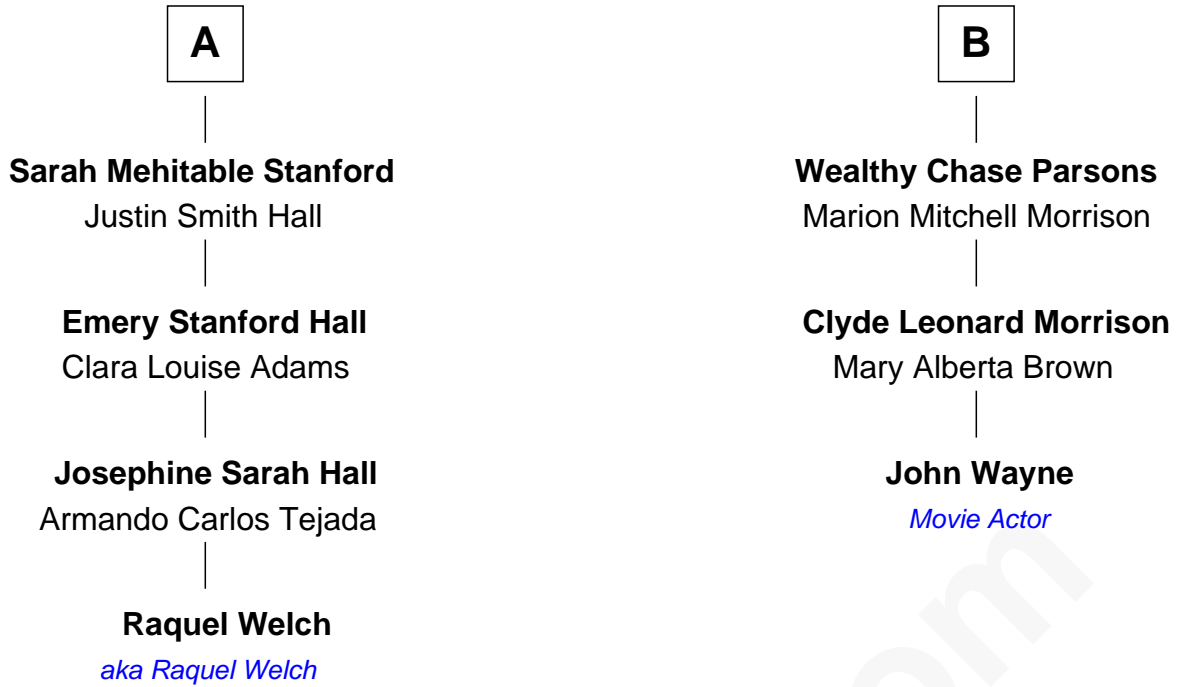 A
Sarah Mehitable Stanford
Justin Smith Hall
Emery Stanford Hall
Clara Louise Adams
Josephine Sarah Hall
Armando Carlos Tejada
Raquel Welch
aka Raquel Welch
B
Wealthy Chase Parsons
Marion Mitchell Morrison
Clyde Leonard Morrison
Mary Alberta Brown
John Wayne
Movie Actor
om